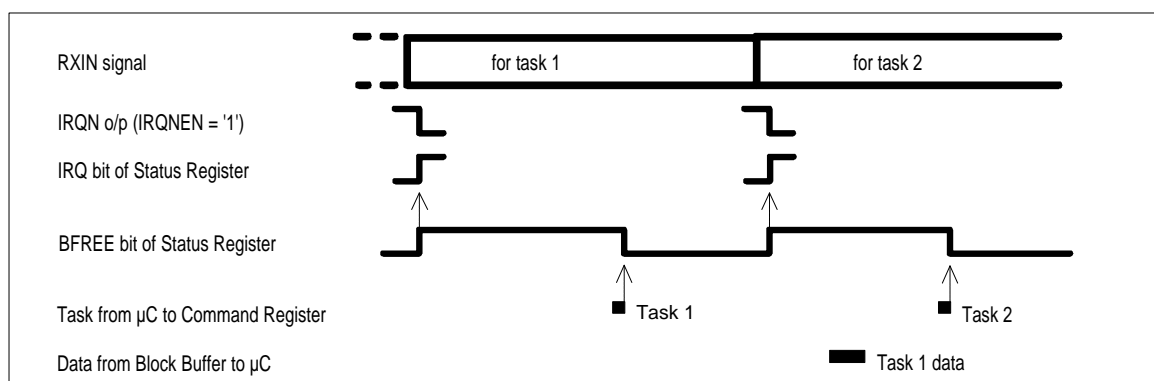 RXIN signal for task 1 for task 2
IRQN o/p (IRQNEN = '1')
IRQ bit of Status Register
BFREE bit of Status Register
Task from µC to Command Register Task 1 Task 2
Data from Block Buffer to µC Task 1 data